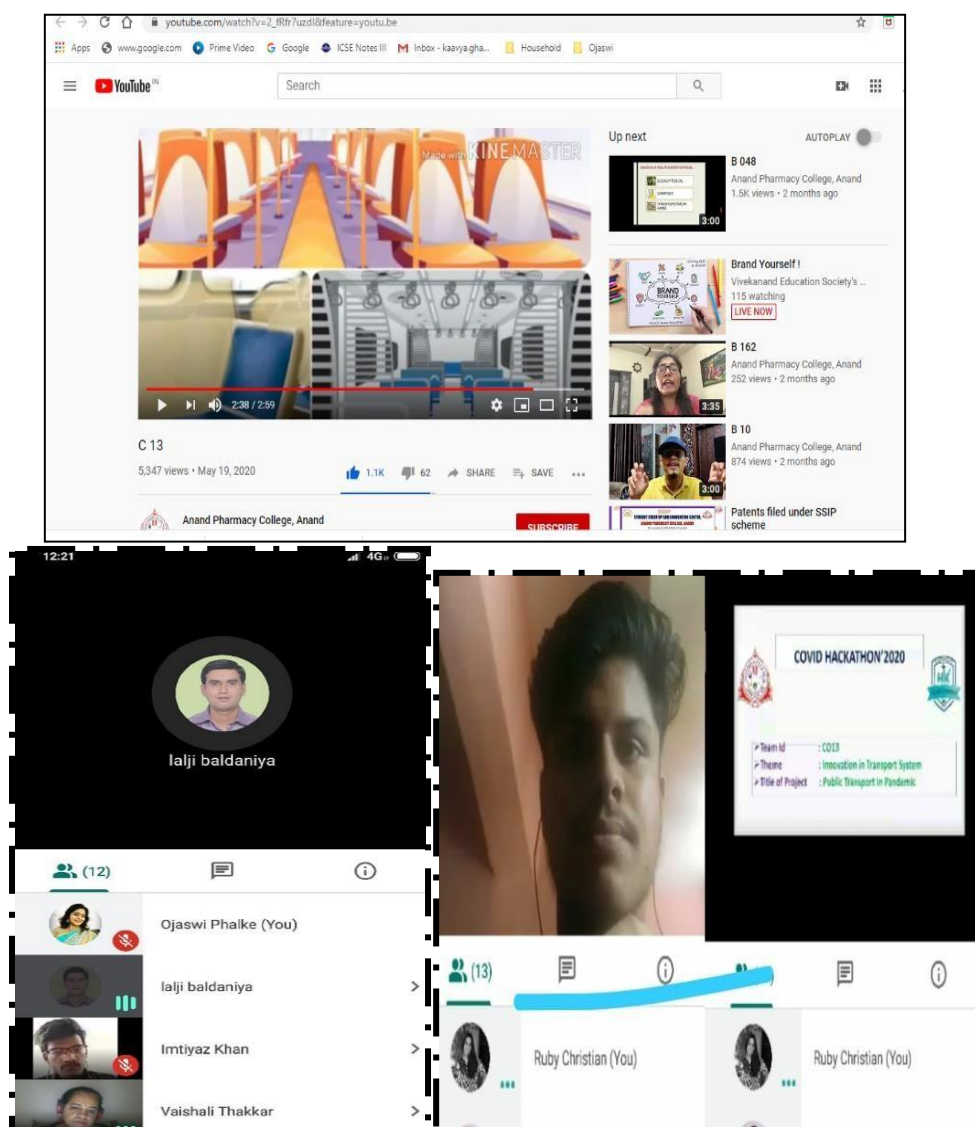 youtube.com/watch?v=2_fRfr7uzdI&feature=youtu.be
Apps www.google.com Prime Video Google ICSE Notes III Inbox - kaavya.gha... Household Ojaswi
YouTube IN
Search
Made with KINEMASTER
2:38 / 2:59
C 13
5,347 views • May 19, 2020
1.1K 62 SHARE SAVE
Anand Pharmacy College, Anand
SUBSCRIBE
Up next AUTOPLAY
B 048
Anand Pharmacy College, Anand
1.5K views • 2 months ago
3:00
BRAND YOURSELF
Brand Yourself !
Vivekanand Education Society's ...
115 watching
LIVE NOW
B 162
Anand Pharmacy College, Anand
252 views • 2 months ago
3:35
B 10
Anand Pharmacy College, Anand
874 views • 2 months ago
3:00
Patents filed under SSIP
scheme
12:21 4G
lalji baldaniya
(12)
Ojaswi Phalke (You)
lalji baldaniya
Imtiyaz Khan
Vaishali Thakkar
COVID HACKATHON'2020
Team Id : CO13
Theme : Innovation in Transport System
Title of Project : Public Transport in Pandemic
(13)
Ruby Christian (You)
Ruby Christian (You)